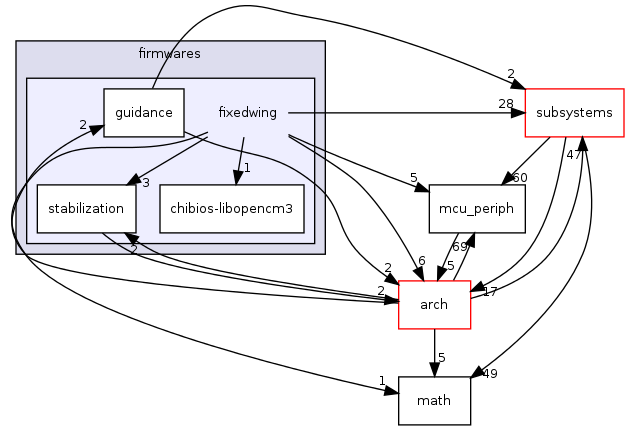 firmwares
2
guidance
fixedwing
28
subsystems
2
47
3
1
5
60
stabilization
chibios-libopencm3
mcu_periph
2
69
6
5
2
2
17
arch
5
1
49
math